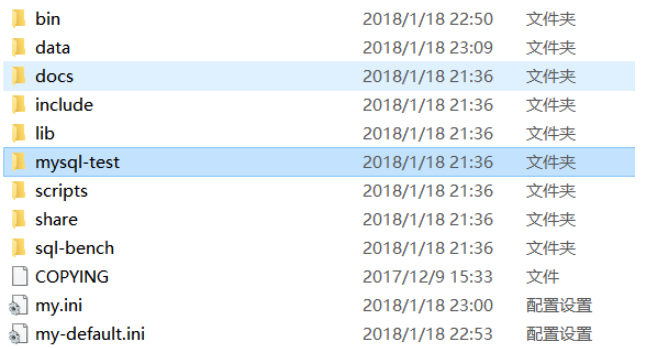 bin 2018/1/18 22:50 文件夹
data 2018/1/18 23:09 文件夹
docs 2018/1/18 21:36 文件夹
include 2018/1/18 21:36 文件夹
lib 2018/1/18 21:36 文件夹
mysql-test 2018/1/18 21:36 文件夹
scripts 2018/1/18 21:36 文件夹
share 2018/1/18 21:36 文件夹
sql-bench 2018/1/18 21:36 文件夹
COPYING 2017/12/9 15:33 文件
my.ini 2018/1/18 23:00 配置设置
my-default.ini 2018/1/18 22:53 配置设置